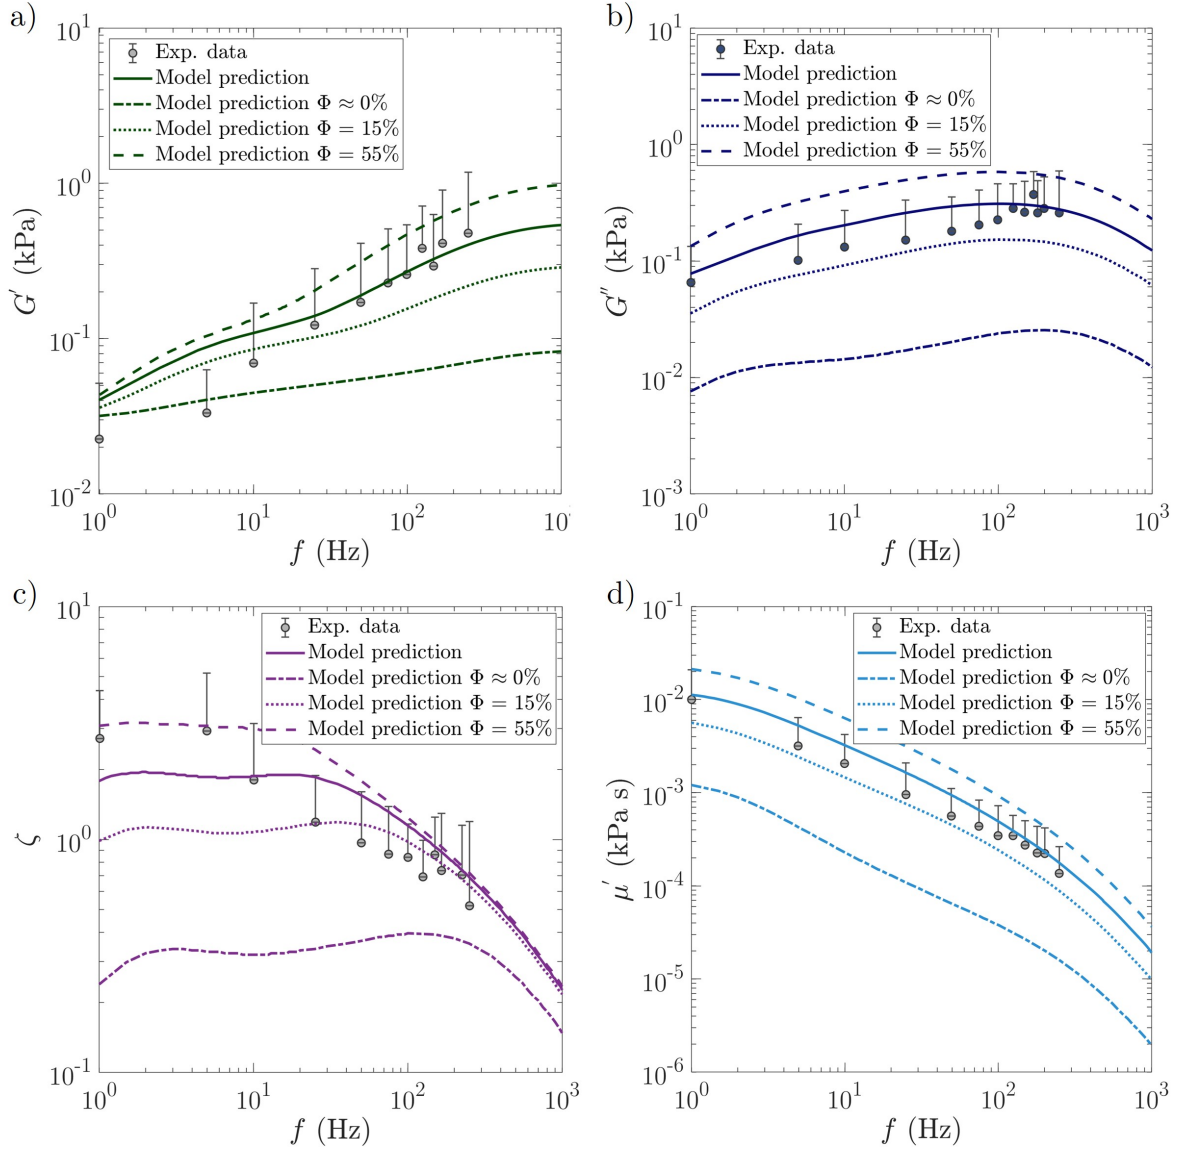 a)
10^1
10^0
10^-1
10^-2
G′ (kPa)
Exp. data
Model prediction
Model prediction Φ ≈ 0%
Model prediction Φ = 15%
Model prediction Φ = 55%
10^0 10^1 10^2 10
f (Hz)
b)
10^1
10^0
10^-1
10^-2
10^-3
G″ (kPa)
Exp. data
Model prediction
Model prediction Φ ≈ 0%
Model prediction Φ = 15%
Model prediction Φ = 55%
10^0 10^1 10^2 10^3
f (Hz)
c)
10^1
10^0
10^-1
ζ
Exp. data
Model prediction
Model prediction Φ ≈ 0%
Model prediction Φ = 15%
Model prediction Φ = 55%
10^0 10^1 10^2 10^3
f (Hz)
d)
10^-1
10^-2
10^-3
10^-4
10^-5
10^-6
μ′ (kPa s)
Exp. data
Model prediction
Model prediction Φ ≈ 0%
Model prediction Φ = 15%
Model prediction Φ = 55%
10^0 10^1 10^2 10^3
f (Hz)